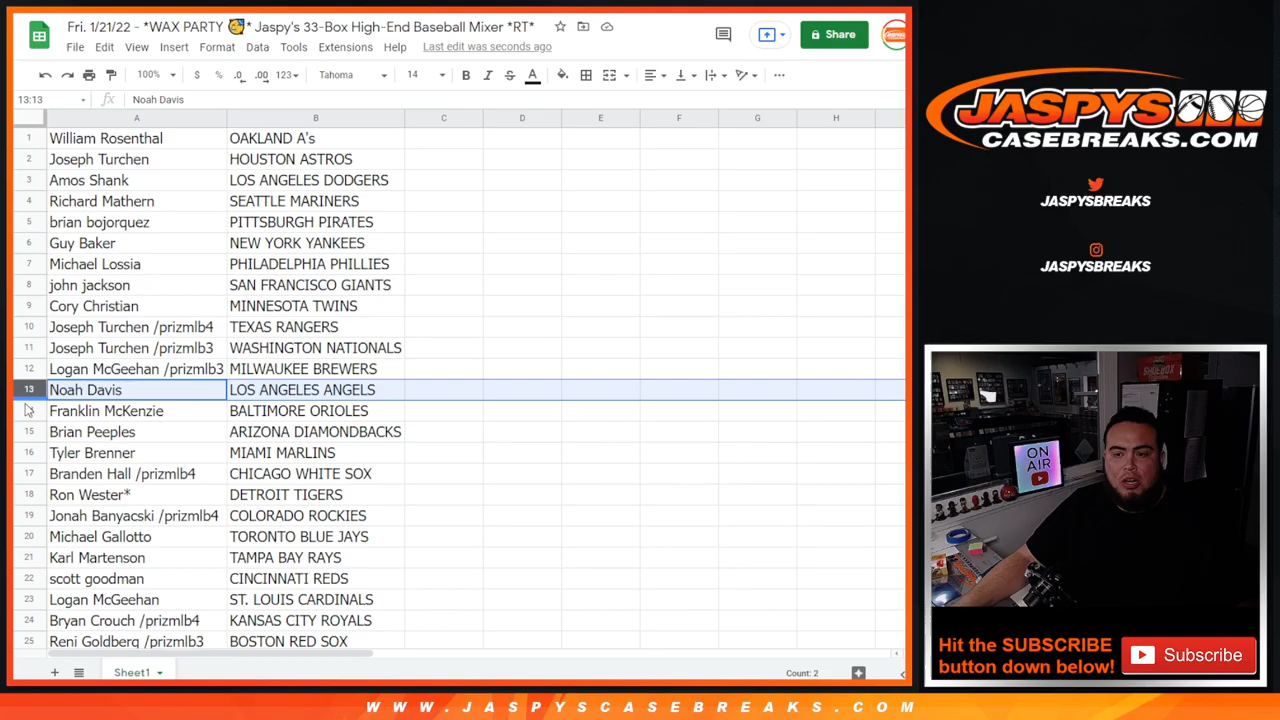 Fri. 1/21/22 - *WAX PARTY 🥳* Jaspy's 33-Box High-End Baseball Mixer *RT*
File Edit View Insert Format Data Tools Extensions Help Last edit was seconds ago
Share
100% $ % .0 .00 123 Tahoma 14 B I S A
13:13 fx Noah Davis
A B C D E F G H
1 William Rosenthal OAKLAND A's
2 Joseph Turchen HOUSTON ASTROS
3 Amos Shank LOS ANGELES DODGERS
4 Richard Mathern SEATTLE MARINERS
5 brian bojorquez PITTSBURGH PIRATES
6 Guy Baker NEW YORK YANKEES
7 Michael Lossia PHILADELPHIA PHILLIES
8 john jackson SAN FRANCISCO GIANTS
9 Cory Christian MINNESOTA TWINS
10 Joseph Turchen /prizmlb4 TEXAS RANGERS
11 Joseph Turchen /prizmlb3 WASHINGTON NATIONALS
12 Logan McGeehan /prizmlb3 MILWAUKEE BREWERS
13 Noah Davis LOS ANGELES ANGELS
Franklin McKenzie BALTIMORE ORIOLES
15 Brian Peeples ARIZONA DIAMONDBACKS
16 Tyler Brenner MIAMI MARLINS
17 Branden Hall /prizmlb4 CHICAGO WHITE SOX
18 Ron Wester* DETROIT TIGERS
19 Jonah Banyacski /prizmlb4 COLORADO ROCKIES
20 Michael Gallotto TORONTO BLUE JAYS
21 Karl Martenson TAMPA BAY RAYS
22 scott goodman CINCINNATI REDS
23 Logan McGeehan ST. LOUIS CARDINALS
24 Bryan Crouch /prizmlb4 KANSAS CITY ROYALS
25 Reni Goldberg /prizmlb3 BOSTON RED SOX
Sheet1 Count: 2
JASPYS
CASEBREAKS.COM
JASPYSBREAKS
JASPYSBREAKS
SHOEBOX
ON
AIR
Hit the SUBSCRIBE
button down below!
Subscribe
WWW.JASPYSCASEBREAKS.COM